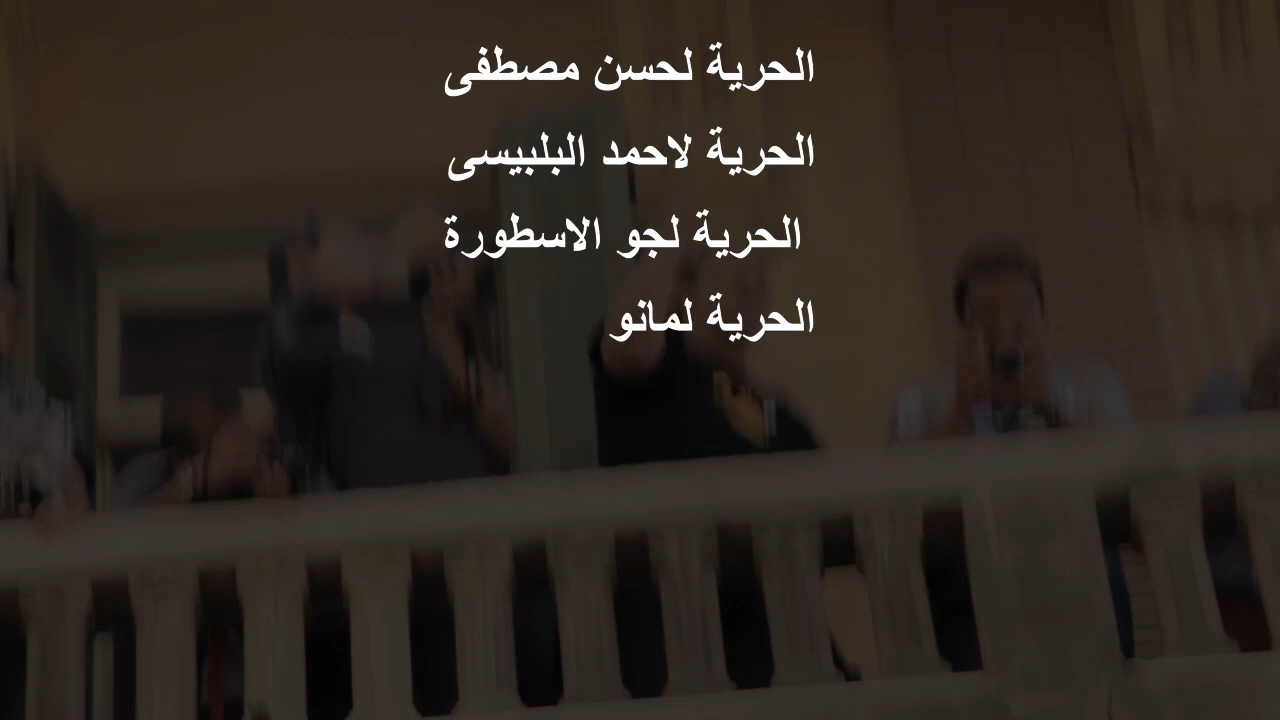 الحرية لحسن مصطفى
الحرية لاحمد البلبيسى
الحرية لجو الاسطورة
الحرية لمانو